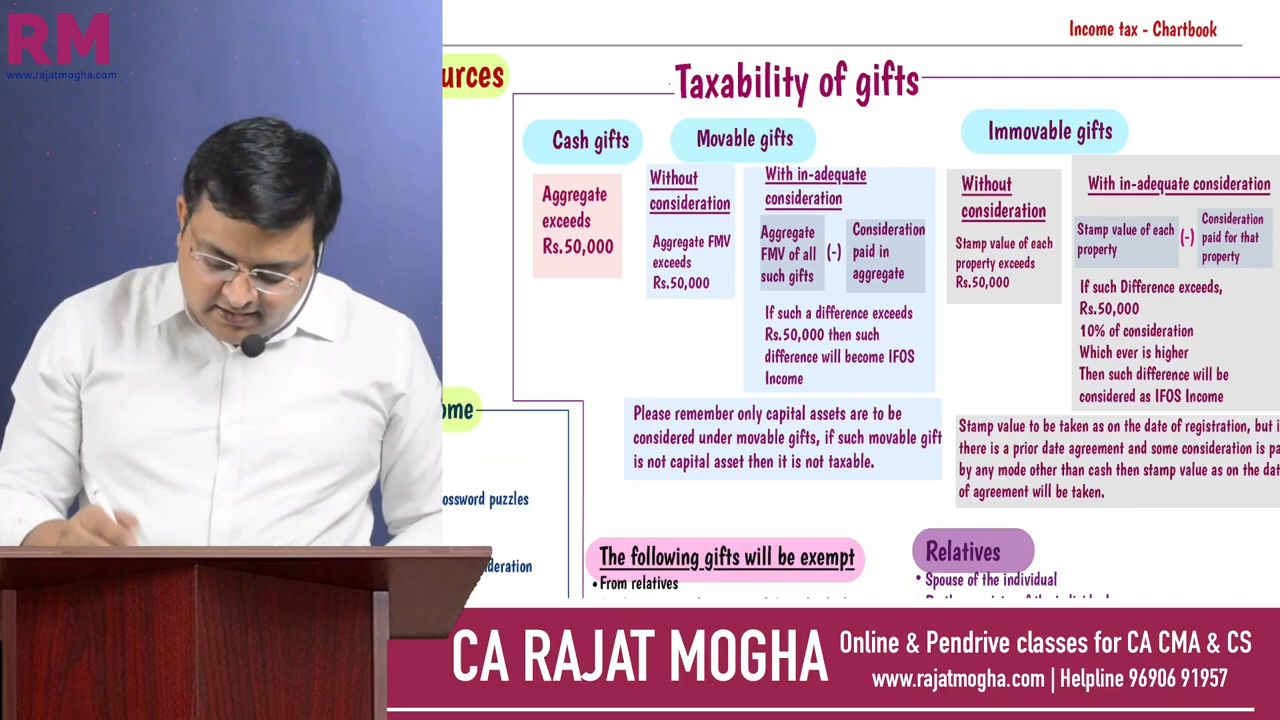 RM
www.rajatmogha.com
Income tax - Chartbook
urces
Taxability of gifts
Cash gifts
Aggregate
exceeds
Rs.50,000
Movable gifts
Without
consideration
Aggregate FMV
exceeds
Rs.50,000
With in-adequate
consideration
Aggregate
FMV of all
such gifts
(-)
Consideration
paid in
aggregate
If such a difference exceeds
Rs.50,000 then such
difference will become IFOS
Income
Please remember only capital assets are to be
considered under movable gifts, if such movable gift
is not capital asset then it is not taxable.
Immovable gifts
Without
consideration
Stamp value of each
property exceeds
Rs.50,000
With in-adequate consideration
Stamp value of each
property
(-)
Consideration
paid for that
property
If such Difference exceeds,
Rs.50,000
10% of consideration
Which ever is higher
Then such difference will be
considered as IFOS Income
Stamp value to be taken as on the date of registration, but i
there is a prior date agreement and some consideration is pa
by any mode other than cash then stamp value as on the dat
of agreement will be taken.
ome
ossword puzzles
deration
The following gifts will be exempt
• From relatives
Relatives
• Spouse of the individual
CA RAJAT MOGHA
Online & Pendrive classes for CA CMA & CS
www.rajatmogha.com | Helpline 96906 91957